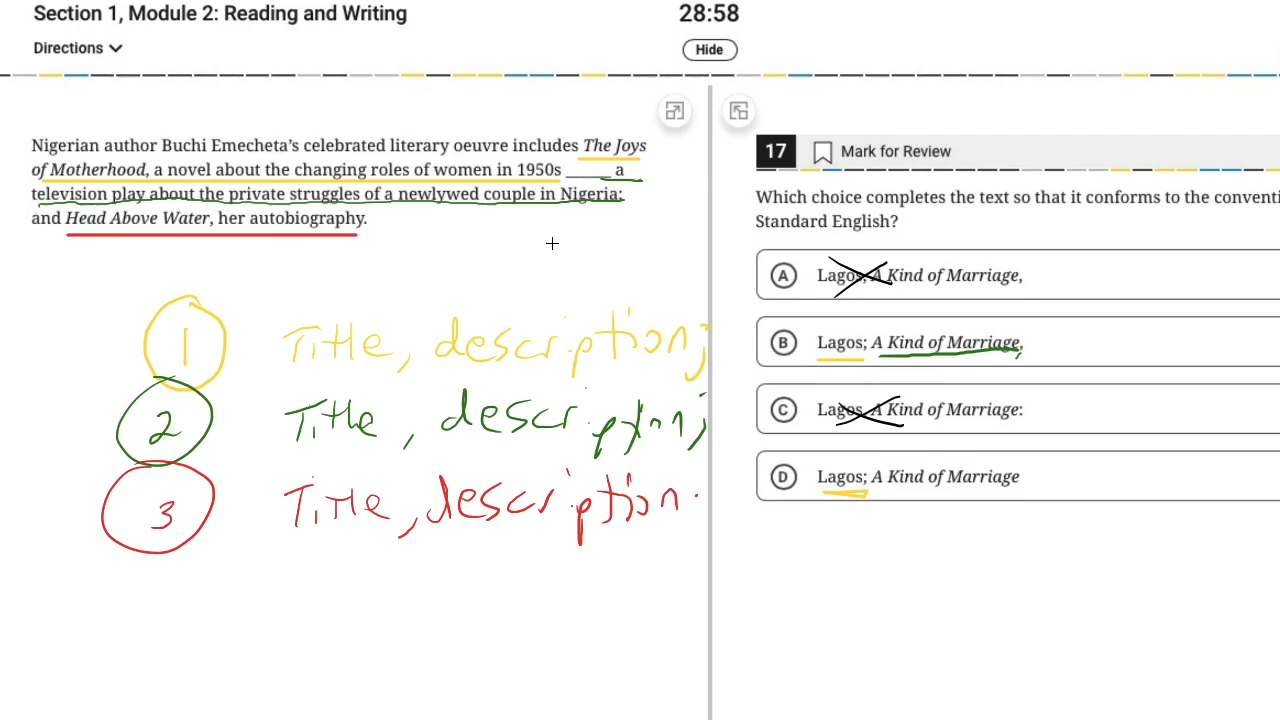 Section 1, Module 2: Reading and Writing
28:58
Directions
Hide
Nigerian author Buchi Emecheta's celebrated literary oeuvre includes The Joys
of Motherhood, a novel about the changing roles of women in 1950s ______ a
television play about the private struggles of a newlywed couple in Nigeria;
and Head Above Water, her autobiography.
1 Title, description;
2 Title, description;
3 Title, description.
17 Mark for Review
Which choice completes the text so that it conforms to the conventi
Standard English?
A Lagos, A Kind of Marriage,
B Lagos; A Kind of Marriage,
C Lagos, A Kind of Marriage:
D Lagos; A Kind of Marriage